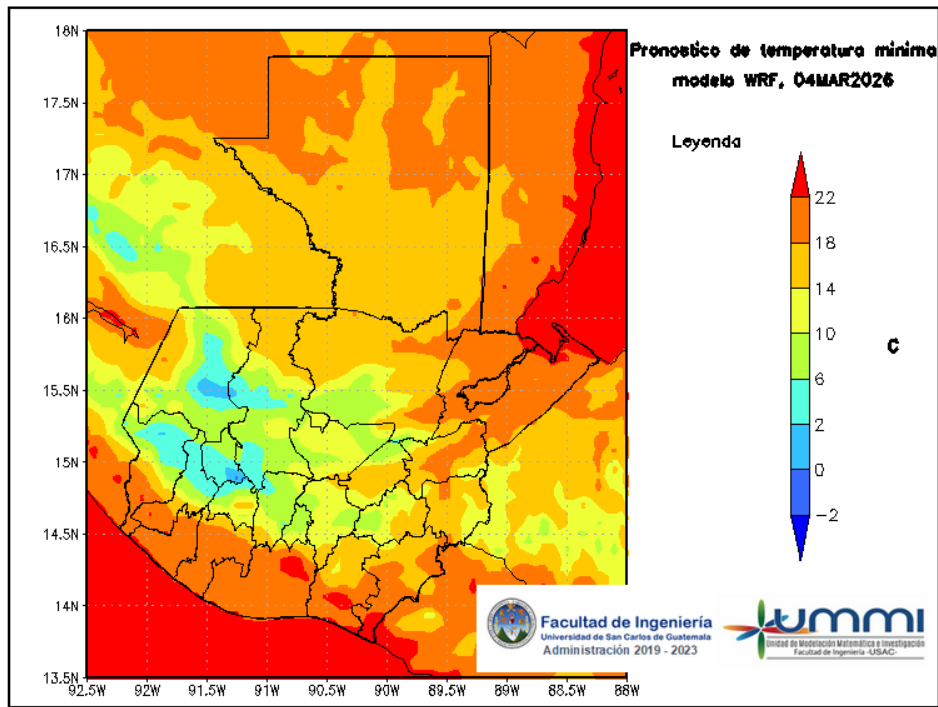 Pronostico de temperatura minima
modelo WRF, 04MAR2026
Leyenda
22
18
14
10
6
2
0
−2
C
18N
17.5N
17N
16.5N
16N
15.5N
15N
14.5N
14N
13.5N
92.5W
92W
91.5W
91W
90.5W
90W
89.5W
89W
88.5W
88W
Facultad de Ingeniería
Universidad de San Carlos de Guatemala
Administración 2019 - 2023
ummi
Unidad de Modelación Matemática e Investigación
Facultad de Ingeniería -USAC-